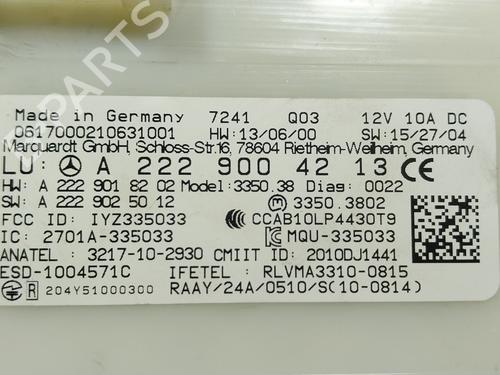 Made in Germany 7241 Q03 12V 10A DC
0617000210631001 HW:13/06/00 SW:15/27/04
Marquardt GmbH, Schloss-Str.16, 78604 Rietheim-Weilheim, Germany
LU: A 222 900 42 13 CE
HW: A 222 901 82 02 Model:3350.38 Diag: 0022
SW: A 222 902 50 12 3350.3802
FCC ID: IYZ335033 CCAB10LP4430T9
IC: 2701A-335033 MQU-335033
ANATEL : 3217-10-2930 CMIIT ID: 2010DJ1441
ESD-1004571C IFETEL : RLVMA3310-0815
R 204Y51000300 RAAY/24A/0510/S(10-0814)
B-PARTS